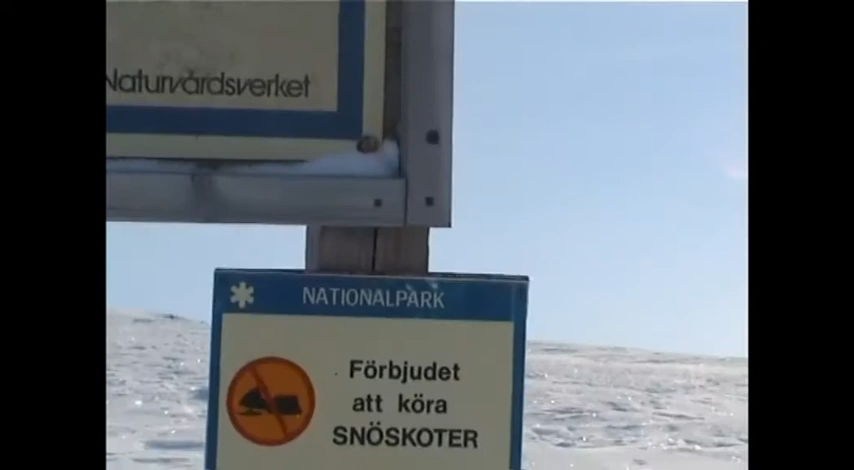 Naturvårdsverket
NATIONALPARK
Förbjudet
att köra
SNÖSKOTER